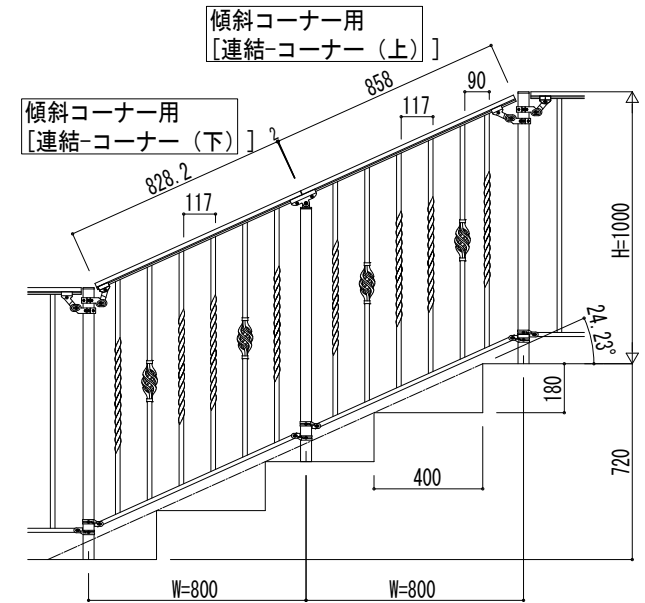 傾斜コーナー用
[連結-コーナー（上）]
858
90
傾斜コーナー用
[連結-コーナー（下）]
2
117
828.2
117
H=1000
24.23°
180
400
720
W=800
W=800